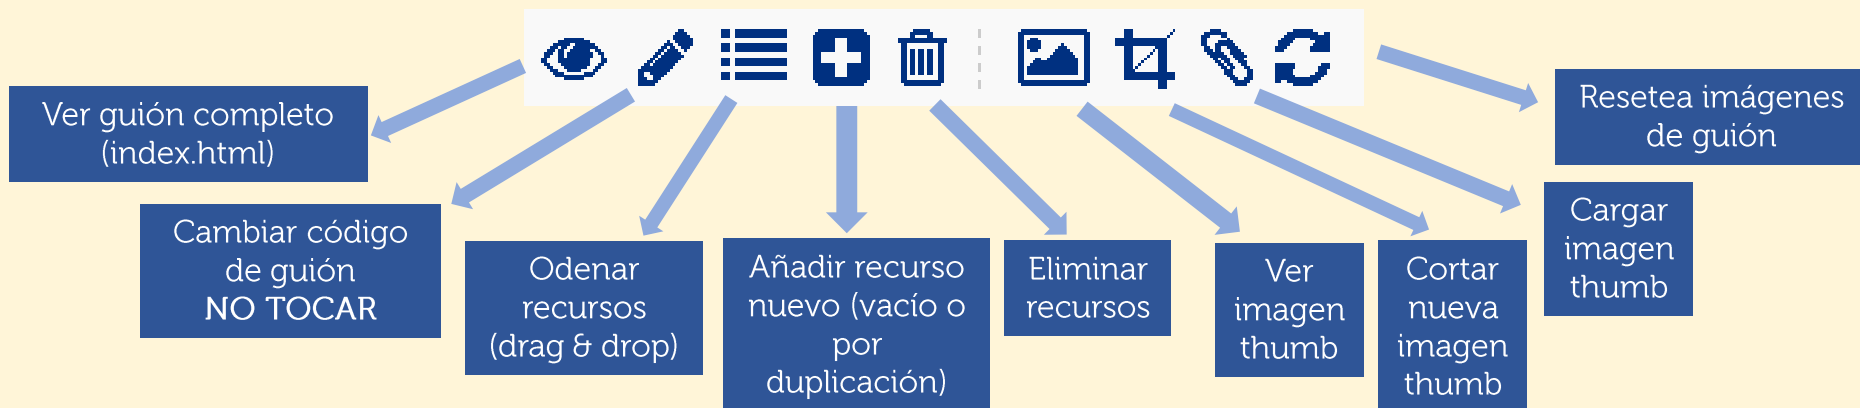 Ver guión completo
(index.html)
Cambiar código
de guión
NO TOCAR
Odenar
recursos
(drag & drop)
Añadir recurso
nuevo (vacío o
por
duplicación)
Eliminar
recursos
Ver
imagen
thumb
Cortar
nueva
imagen
thumb
Cargar
imagen
thumb
Resetea imágenes
de guión